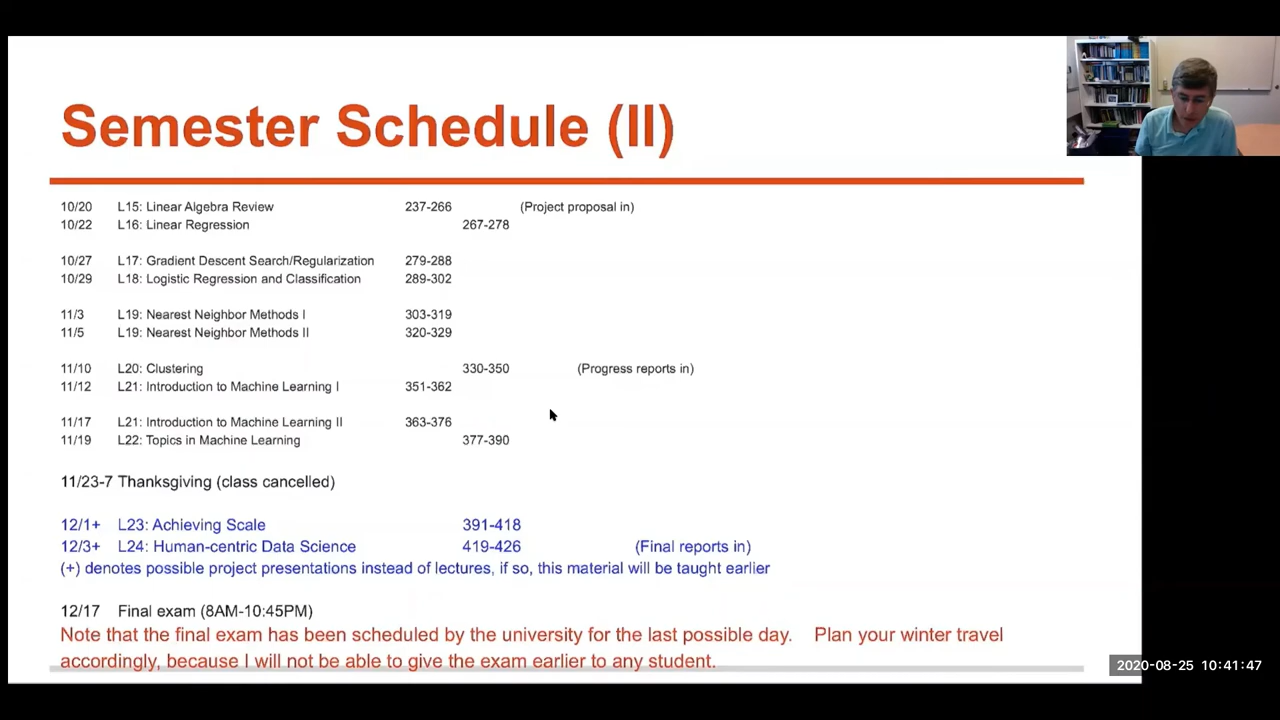 Semester Schedule (II)
10/20 L15: Linear Algebra Review 237-266 (Project proposal in)
10/22 L16: Linear Regression 267-278
10/27 L17: Gradient Descent Search/Regularization 279-288
10/29 L18: Logistic Regression and Classification 289-302
11/3 L19: Nearest Neighbor Methods I 303-319
11/5 L19: Nearest Neighbor Methods II 320-329
11/10 L20: Clustering 330-350 (Progress reports in)
11/12 L21: Introduction to Machine Learning I 351-362
11/17 L21: Introduction to Machine Learning II 363-376
11/19 L22: Topics in Machine Learning 377-390
11/23-7 Thanksgiving (class cancelled)
12/1+ L23: Achieving Scale 391-418
12/3+ L24: Human-centric Data Science 419-426 (Final reports in)
(+) denotes possible project presentations instead of lectures, if so, this material will be taught earlier
12/17 Final exam (8AM-10:45PM)
Note that the final exam has been scheduled by the university for the last possible day. Plan your winter travel
accordingly, because I will not be able to give the exam earlier to any student.
2020-08-25 10:41:47